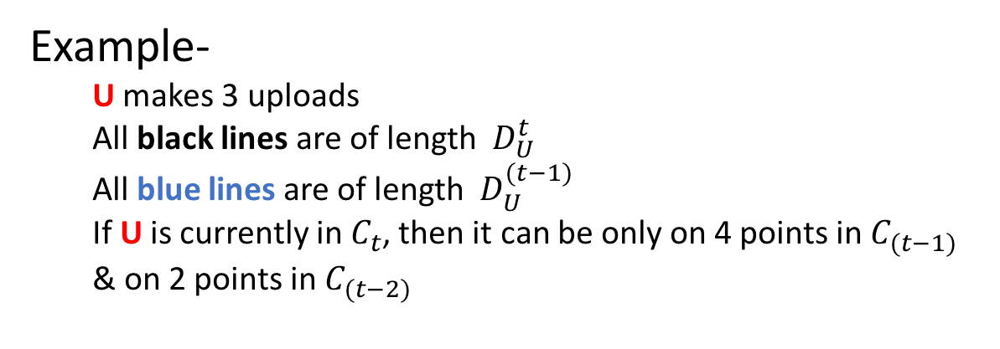 Example-
U makes 3 uploads
All black lines are of length $D_U^t$
All blue lines are of length $D_U^{(t-1)}$
If U is currently in $C_t$, then it can be only on 4 points in $C_{(t-1)}$
& on 2 points in $C_{(t-2)}$